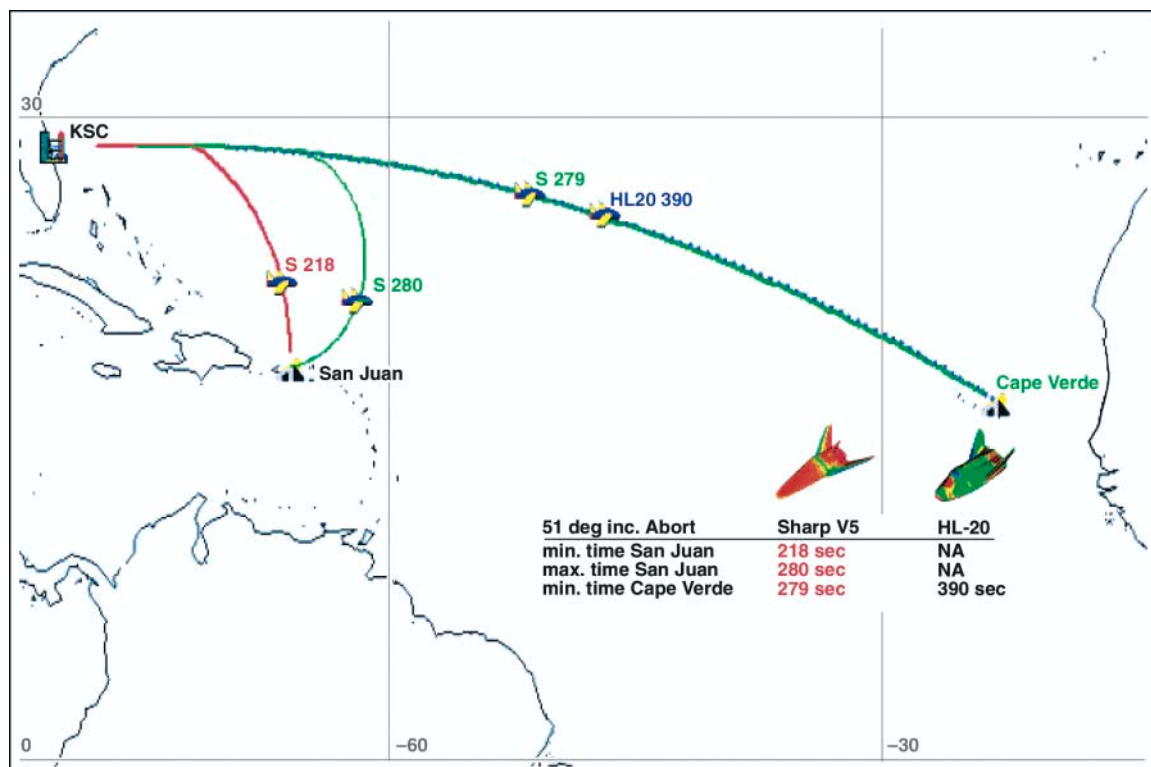 30
KSC
S 279
HL20 390
S 218
S 280
San Juan
Cape Verde
51 deg inc. Abort Sharp V5 HL-20
min. time San Juan 218 sec NA
max. time San Juan 280 sec NA
min. time Cape Verde 279 sec 390 sec
0 –60 –30